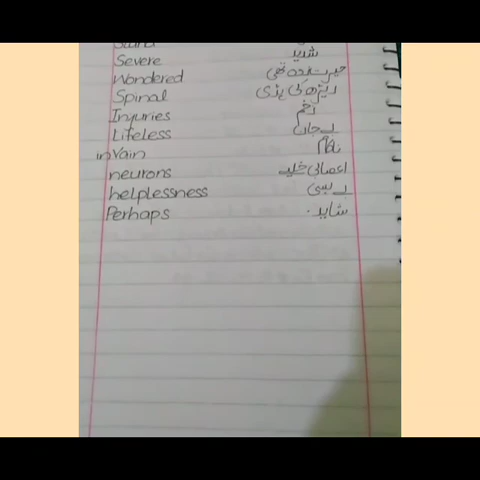 Severe شدید
Wondered حیرت زدہ تھی
Spinal ریڑھ کی ہڈی
Injuries زخم
Lifeless بے جان
in Vain ناکام
neurons اعصابی خلیے
helplessness بے بسی
Perhaps شاید.